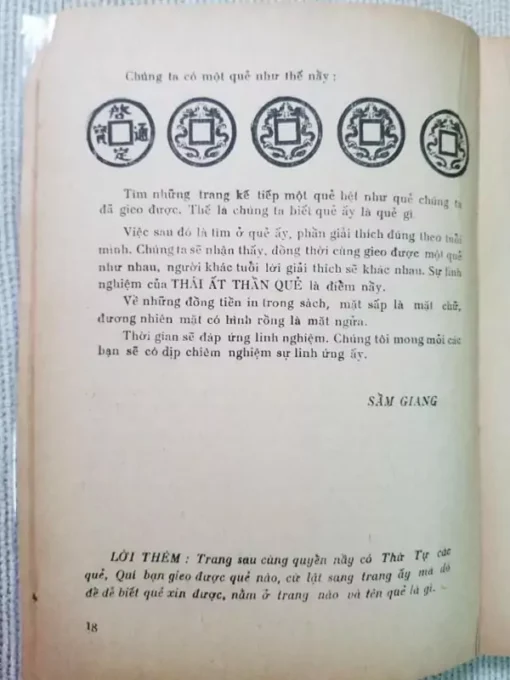 Chúng ta có một quẻ như thế nầy :
啓定通寳
Tìm những trang kế tiếp một quẻ hệt như quẻ chúng ta
đã gieo được. Thế là chúng ta biết quẻ ấy là quẻ gì.
Việc sau đó là tìm ở quẻ ấy, phần giải thích đúng theo tuổi
mình. Chúng ta sẽ nhận thấy, đồng thời cùng gieo được một quẻ
như nhau, người khác tuổi lời giải thích sẽ khác nhau. Sự linh
nghiệm của THÁI ẤT THẦN QUẺ là điểm nầy.
Về những đồng tiền in trong sách, mặt sấp là mặt chữ,
đương nhiên mặt có hình rồng là mặt ngửa.
Thời gian sẽ đáp ứng linh nghiệm. Chúng tôi mong mỏi các
bạn sẽ có dịp chiêm nghiệm sự linh ứng ấy.
SẦM GIANG
LỜI THÊM : Trang sau cùng quyển nầy có Thứ Tự các
quẻ, Quí bạn gieo được quẻ nào, cứ lật sang trang ấy mà dò
để dễ biết quẻ xin được, nằm ở trang nào và tên quẻ là gì.
18